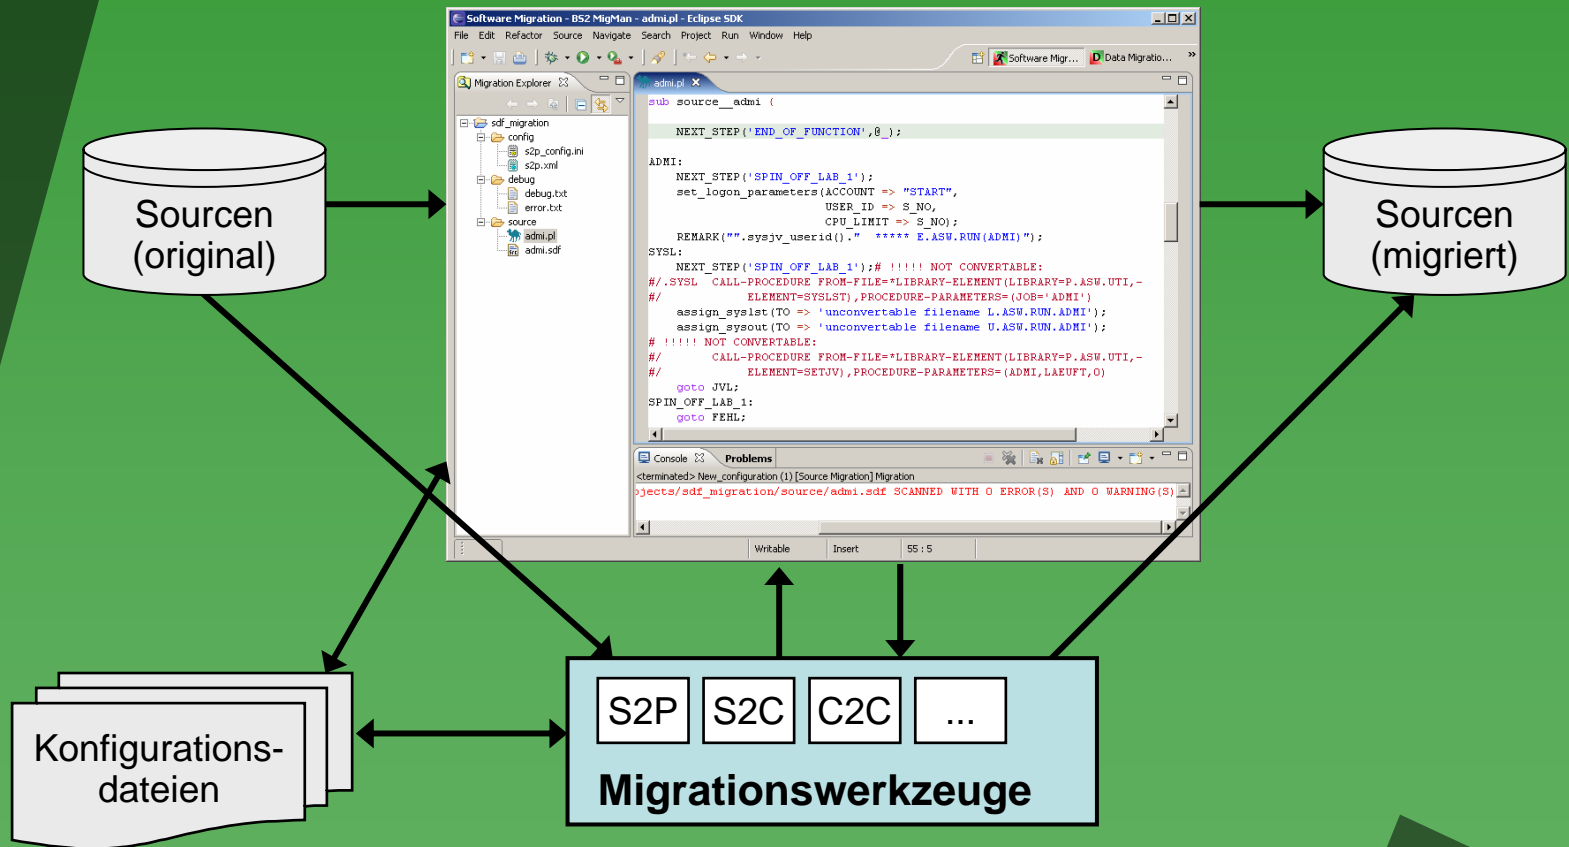 Software Migration - BS2 MigMan - admi.pl - Eclipse SDK
File Edit Refactor Source Navigate Search Project Run Window Help
Software Migr... Data Migratio... »
Migration Explorer
sdf_migration
config
s2p_config.ini
s2p.xml
debug
debug.txt
error.txt
source
admi.pl
admi.sdf
admi.pl
sub source__admi {
NEXT_STEP('END_OF_FUNCTION',@_);
ADMI:
NEXT_STEP('SPIN_OFF_LAB_1');
set_logon_parameters(ACCOUNT => "START",
USER_ID => S_NO,
CPU_LIMIT => S_NO);
REMARK("".sysjv_userid()."  ***** E.ASW.RUN(ADMI)");
SYSL:
NEXT_STEP('SPIN_OFF_LAB_1');# !!!!! NOT CONVERTABLE:
#/.SYSL  CALL-PROCEDURE FROM-FILE=*LIBRARY-ELEMENT(LIBRARY=P.ASW.UTI,-
#/           ELEMENT=SYSLST),PROCEDURE-PARAMETERS=(JOB='ADMI')
assign_syslst(TO => 'unconvertable filename L.ASW.RUN.ADMI');
assign_sysout(TO => 'unconvertable filename U.ASW.RUN.ADMI');
# !!!!! NOT CONVERTABLE:
#/      CALL-PROCEDURE FROM-FILE=*LIBRARY-ELEMENT(LIBRARY=P.ASW.UTI,-
#/           ELEMENT=SETJV),PROCEDURE-PARAMETERS=(ADMI,LAEUFT,0)
goto JVL;
SPIN_OFF_LAB_1:
goto FEHL;
Console Problems
<terminated> New_configuration (1) [Source Migration] Migration
ojects/sdf_migration/source/admi.sdf SCANNED WITH 0 ERROR(S) AND 0 WARNING(S)
Writable Insert 55 : 5
Sourcen
(original)
Sourcen
(migriert)
Konfigurations-
dateien
S2P S2C C2C ...
Migrationswerkzeuge